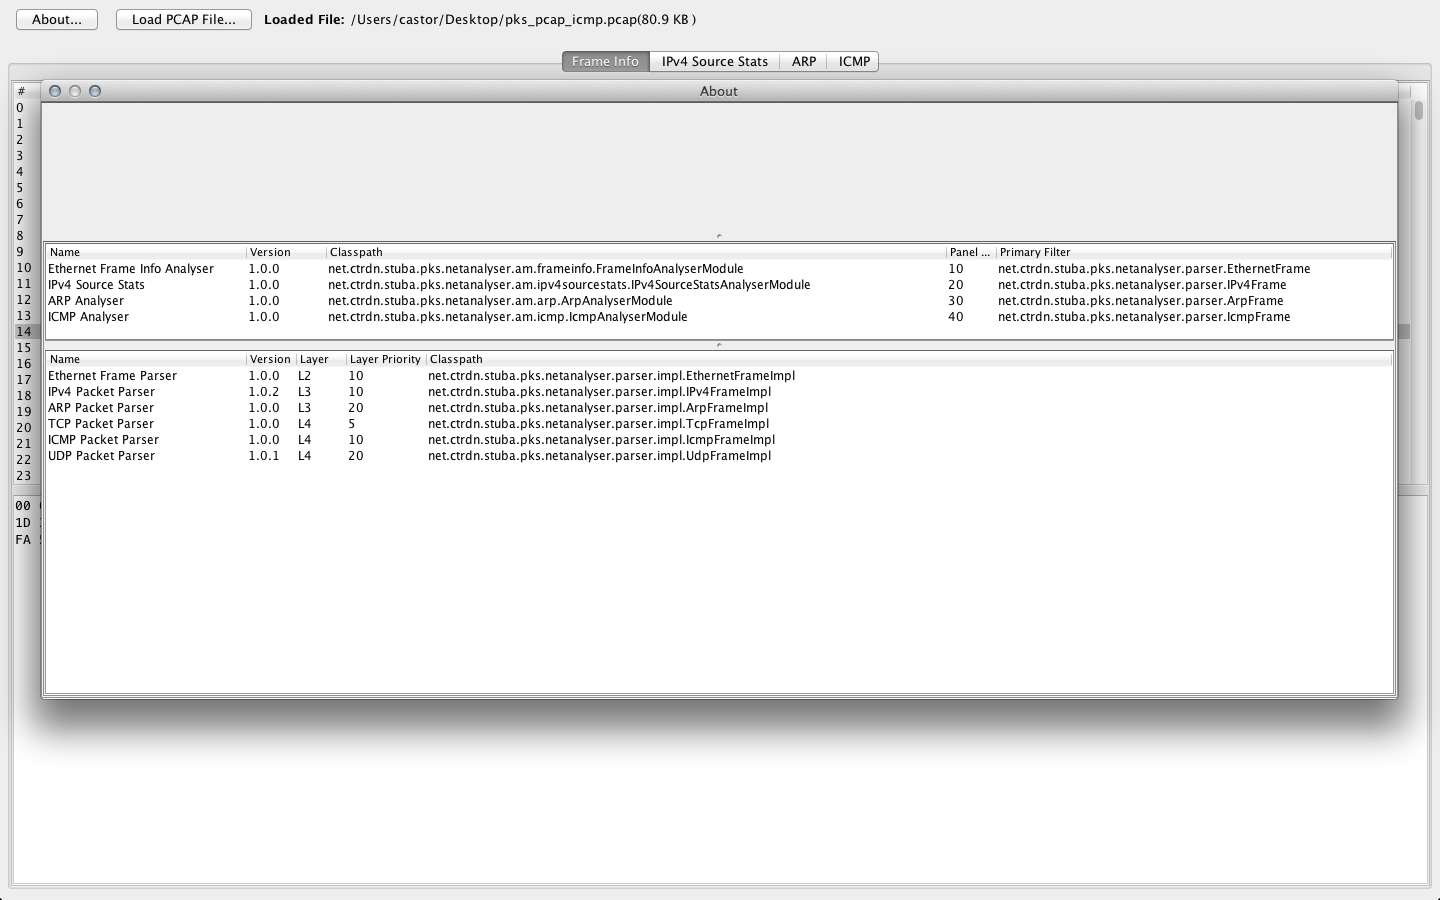 About... Load PCAP File... Loaded File: /Users/castor/Desktop/pks_pcap_icmp.pcap(80.9 KB )
Frame Info IPv4 Source Stats ARP ICMP
#
About
0
1
2
3
4
5
6
7
8
9
10
11
12
13
14
15
16
17
18
19
20
21
22
23
Name Version Classpath Panel ... Primary Filter
Ethernet Frame Info Analyser 1.0.0 net.ctrdn.stuba.pks.netanalyser.am.frameinfo.FrameInfoAnalyserModule 10 net.ctrdn.stuba.pks.netanalyser.parser.EthernetFrame
IPv4 Source Stats 1.0.0 net.ctrdn.stuba.pks.netanalyser.am.ipv4sourcestats.IPv4SourceStatsAnalyserModule 20 net.ctrdn.stuba.pks.netanalyser.parser.IPv4Frame
ARP Analyser 1.0.0 net.ctrdn.stuba.pks.netanalyser.am.arp.ArpAnalyserModule 30 net.ctrdn.stuba.pks.netanalyser.parser.ArpFrame
ICMP Analyser 1.0.0 net.ctrdn.stuba.pks.netanalyser.am.icmp.IcmpAnalyserModule 40 net.ctrdn.stuba.pks.netanalyser.parser.IcmpFrame
Name Version Layer Layer Priority Classpath
Ethernet Frame Parser 1.0.0 L2 10 net.ctrdn.stuba.pks.netanalyser.parser.impl.EthernetFrameImpl
IPv4 Packet Parser 1.0.2 L3 10 net.ctrdn.stuba.pks.netanalyser.parser.impl.IPv4FrameImpl
ARP Packet Parser 1.0.0 L3 20 net.ctrdn.stuba.pks.netanalyser.parser.impl.ArpFrameImpl
TCP Packet Parser 1.0.0 L4 5 net.ctrdn.stuba.pks.netanalyser.parser.impl.TcpFrameImpl
ICMP Packet Parser 1.0.0 L4 10 net.ctrdn.stuba.pks.netanalyser.parser.impl.IcmpFrameImpl
UDP Packet Parser 1.0.1 L4 20 net.ctrdn.stuba.pks.netanalyser.parser.impl.UdpFrameImpl
00
1D
FA